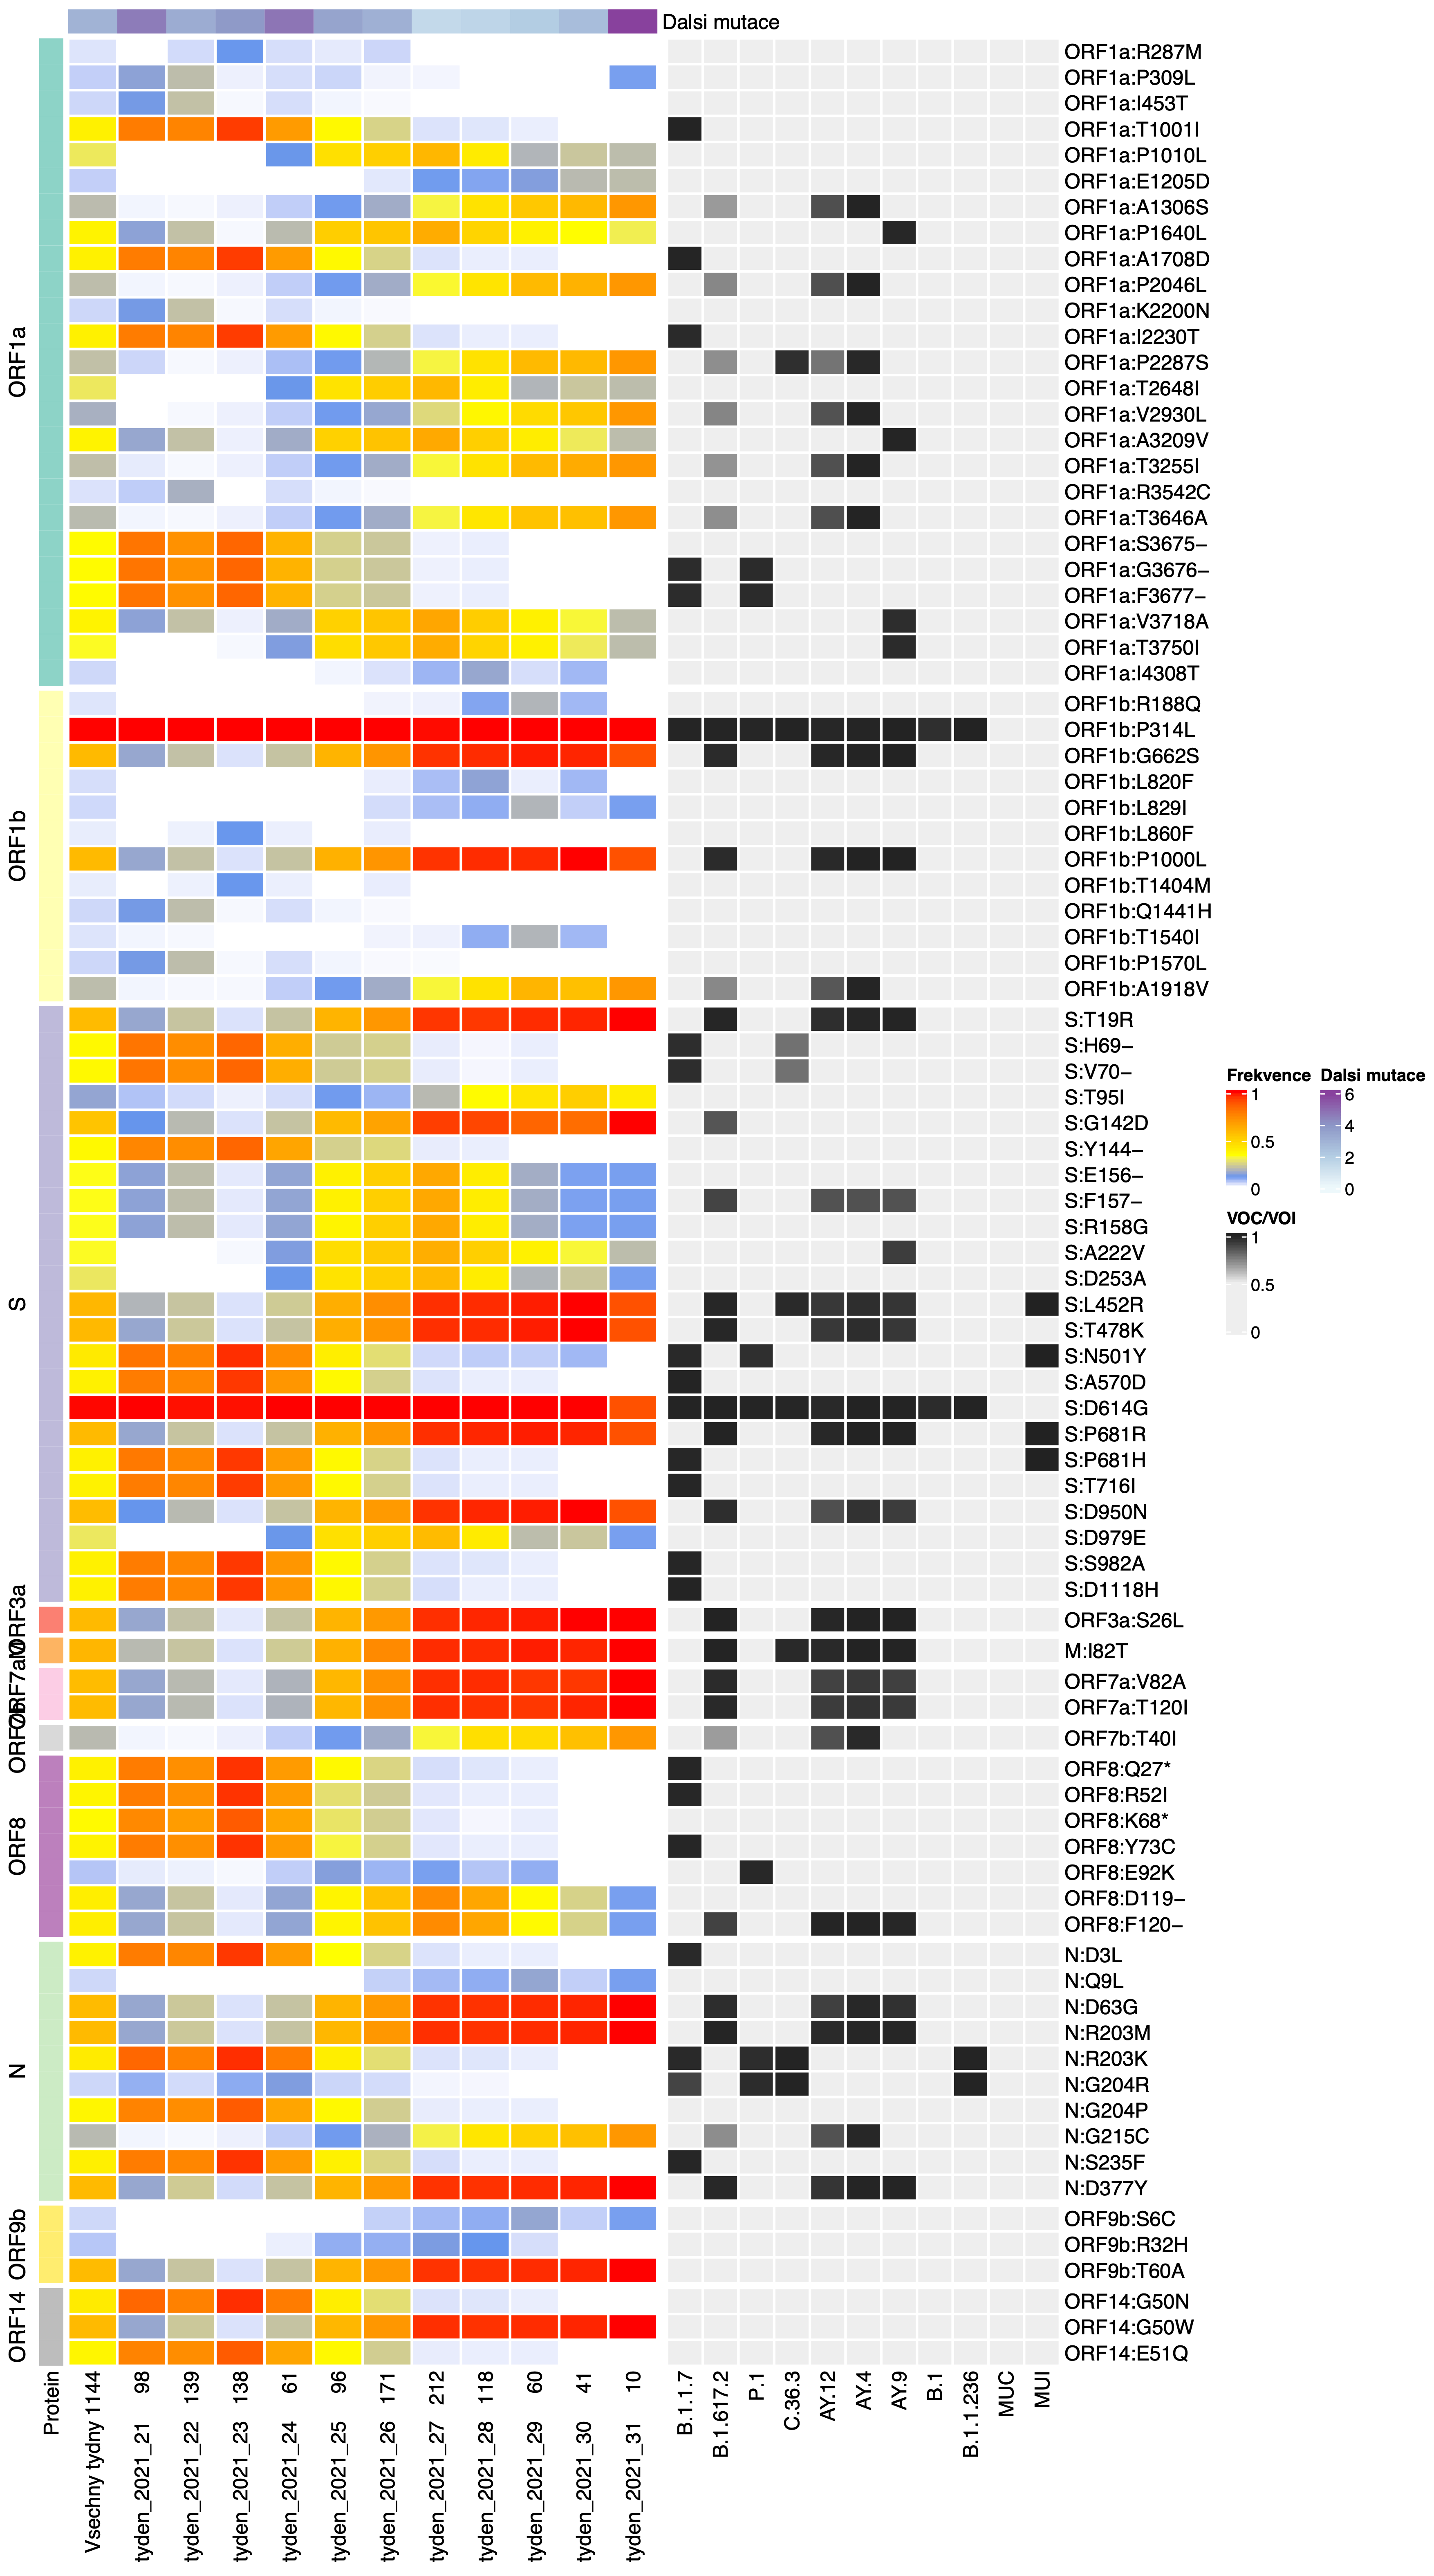 Dalsi mutace
ORF1a:R287M
ORF1a:P309L
ORF1a:I453T
ORF1a:T1001I
ORF1a:P1010L
ORF1a:E1205D
ORF1a:A1306S
ORF1a:P1640L
ORF1a:A1708D
ORF1a:P2046L
ORF1a:K2200N
ORF1a:I2230T
ORF1a:P2287S
ORF1a:T2648I
ORF1a:V2930L
ORF1a:A3209V
ORF1a:T3255I
ORF1a:R3542C
ORF1a:T3646A
ORF1a:S3675−
ORF1a:G3676−
ORF1a:F3677−
ORF1a:V3718A
ORF1a:T3750I
ORF1a:I4308T
ORF1b:R188Q
ORF1b:P314L
ORF1b:G662S
ORF1b:L820F
ORF1b:L829I
ORF1b:L860F
ORF1b:P1000L
ORF1b:T1404M
ORF1b:Q1441H
ORF1b:T1540I
ORF1b:P1570L
ORF1b:A1918V
S:T19R
S:H69−
S:V70−
S:T95I
S:G142D
S:Y144−
S:E156−
S:F157−
S:R158G
S:A222V
S:D253A
S:L452R
S:T478K
S:N501Y
S:A570D
S:D614G
S:P681R
S:P681H
S:T716I
S:D950N
S:D979E
S:S982A
S:D1118H
ORF3a:S26L
M:I82T
ORF7a:V82A
ORF7a:T120I
ORF7b:T40I
ORF8:Q27*
ORF8:R52I
ORF8:K68*
ORF8:Y73C
ORF8:E92K
ORF8:D119−
ORF8:F120−
N:D3L
N:Q9L
N:D63G
N:R203M
N:R203K
N:G204R
N:G204P
N:G215C
N:S235F
N:D377Y
ORF9b:S6C
ORF9b:R32H
ORF9b:T60A
ORF14:G50N
ORF14:G50W
ORF14:E51Q
ORF1a
ORF1b
S
ORF3a
M
ORF7a
ORF7b
ORF8
N
ORF9b
ORF14
Protein
Vsechny tydny 1144
tyden_2021_21 98
tyden_2021_22 139
tyden_2021_23 138
tyden_2021_24 61
tyden_2021_25 96
tyden_2021_26 171
tyden_2021_27 212
tyden_2021_28 118
tyden_2021_29 60
tyden_2021_30 41
tyden_2021_31 10
B.1.1.7
B.1.617.2
P.1
C.36.3
AY.12
AY.4
AY.9
B.1
B.1.1.236
MUC
MUI
Frekvence
1
0.5
0
Dalsi mutace
6
4
2
0
VOC/VOI
1
0.5
0